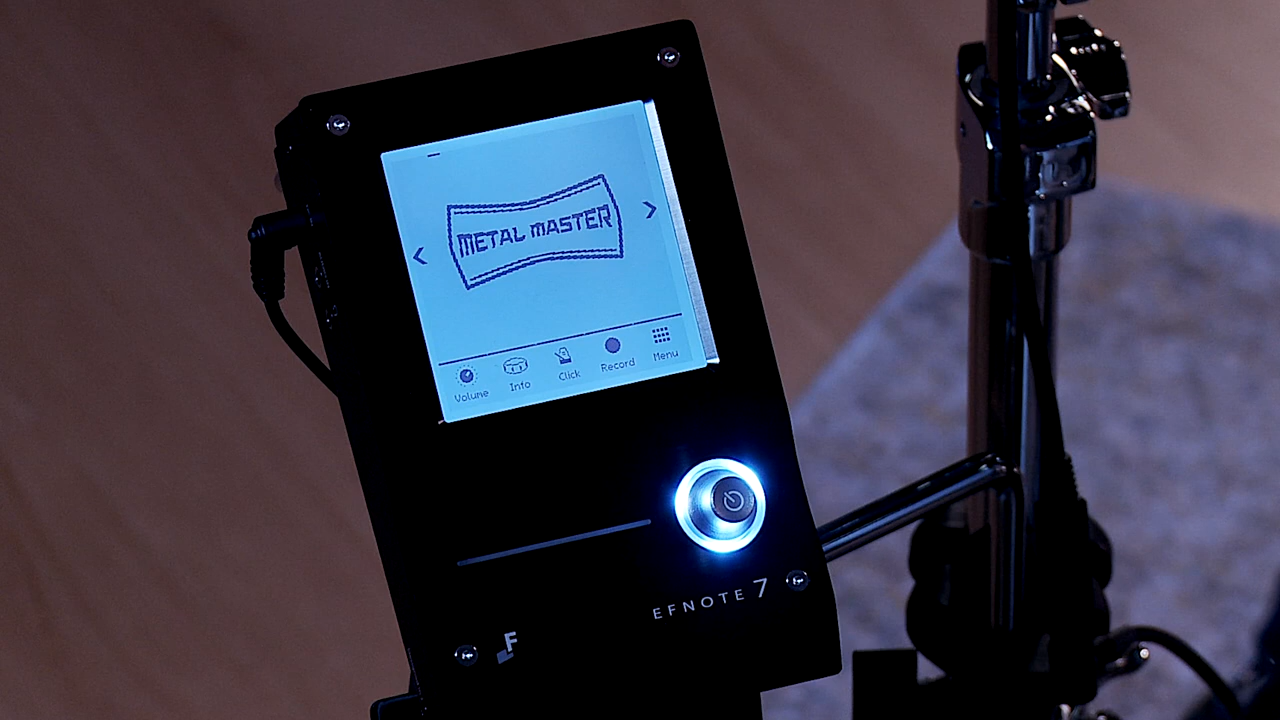 METAL MASTER
Volume
Info
Click
Record
Menu
EFNOTE 7
F